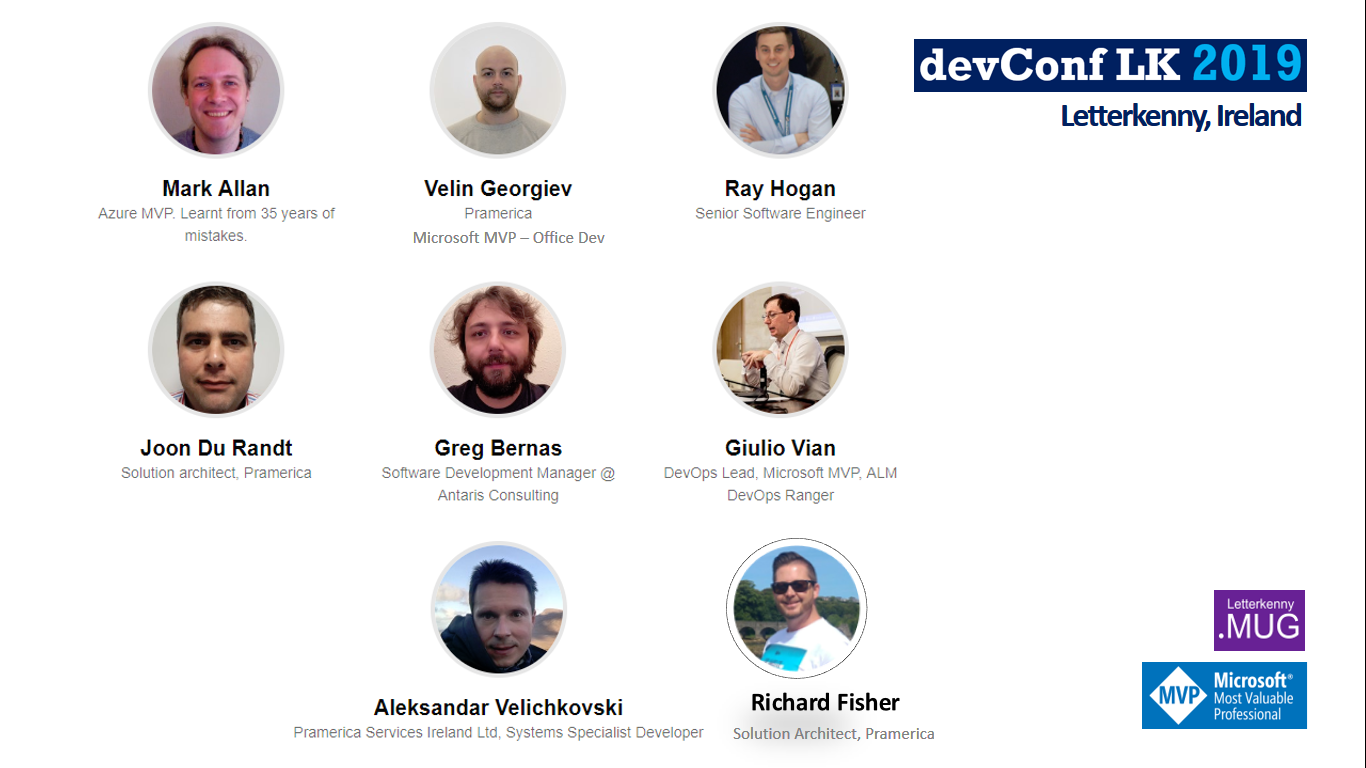 devConf LK 2019
Letterkenny, Ireland
Mark Allan
Azure MVP. Learnt from 35 years of
mistakes.
Velin Georgiev
Pramerica
Microsoft MVP – Office Dev
Ray Hogan
Senior Software Engineer
Joon Du Randt
Solution architect, Pramerica
Greg Bernas
Software Development Manager @
Antaris Consulting
Giulio Vian
DevOps Lead, Microsoft MVP, ALM
DevOps Ranger
Aleksandar Velichkovski
Pramerica Services Ireland Ltd, Systems Specialist Developer
Richard Fisher
Solution Architect, Pramerica
Letterkenny
.MUG
MVP
Microsoft®
Most Valuable
Professional